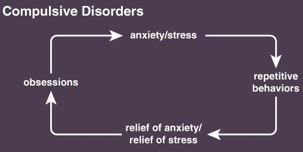 Compulsive Disorders
anxiety/stress
repetitive
behaviors
relief of anxiety/
relief of stress
obsessions